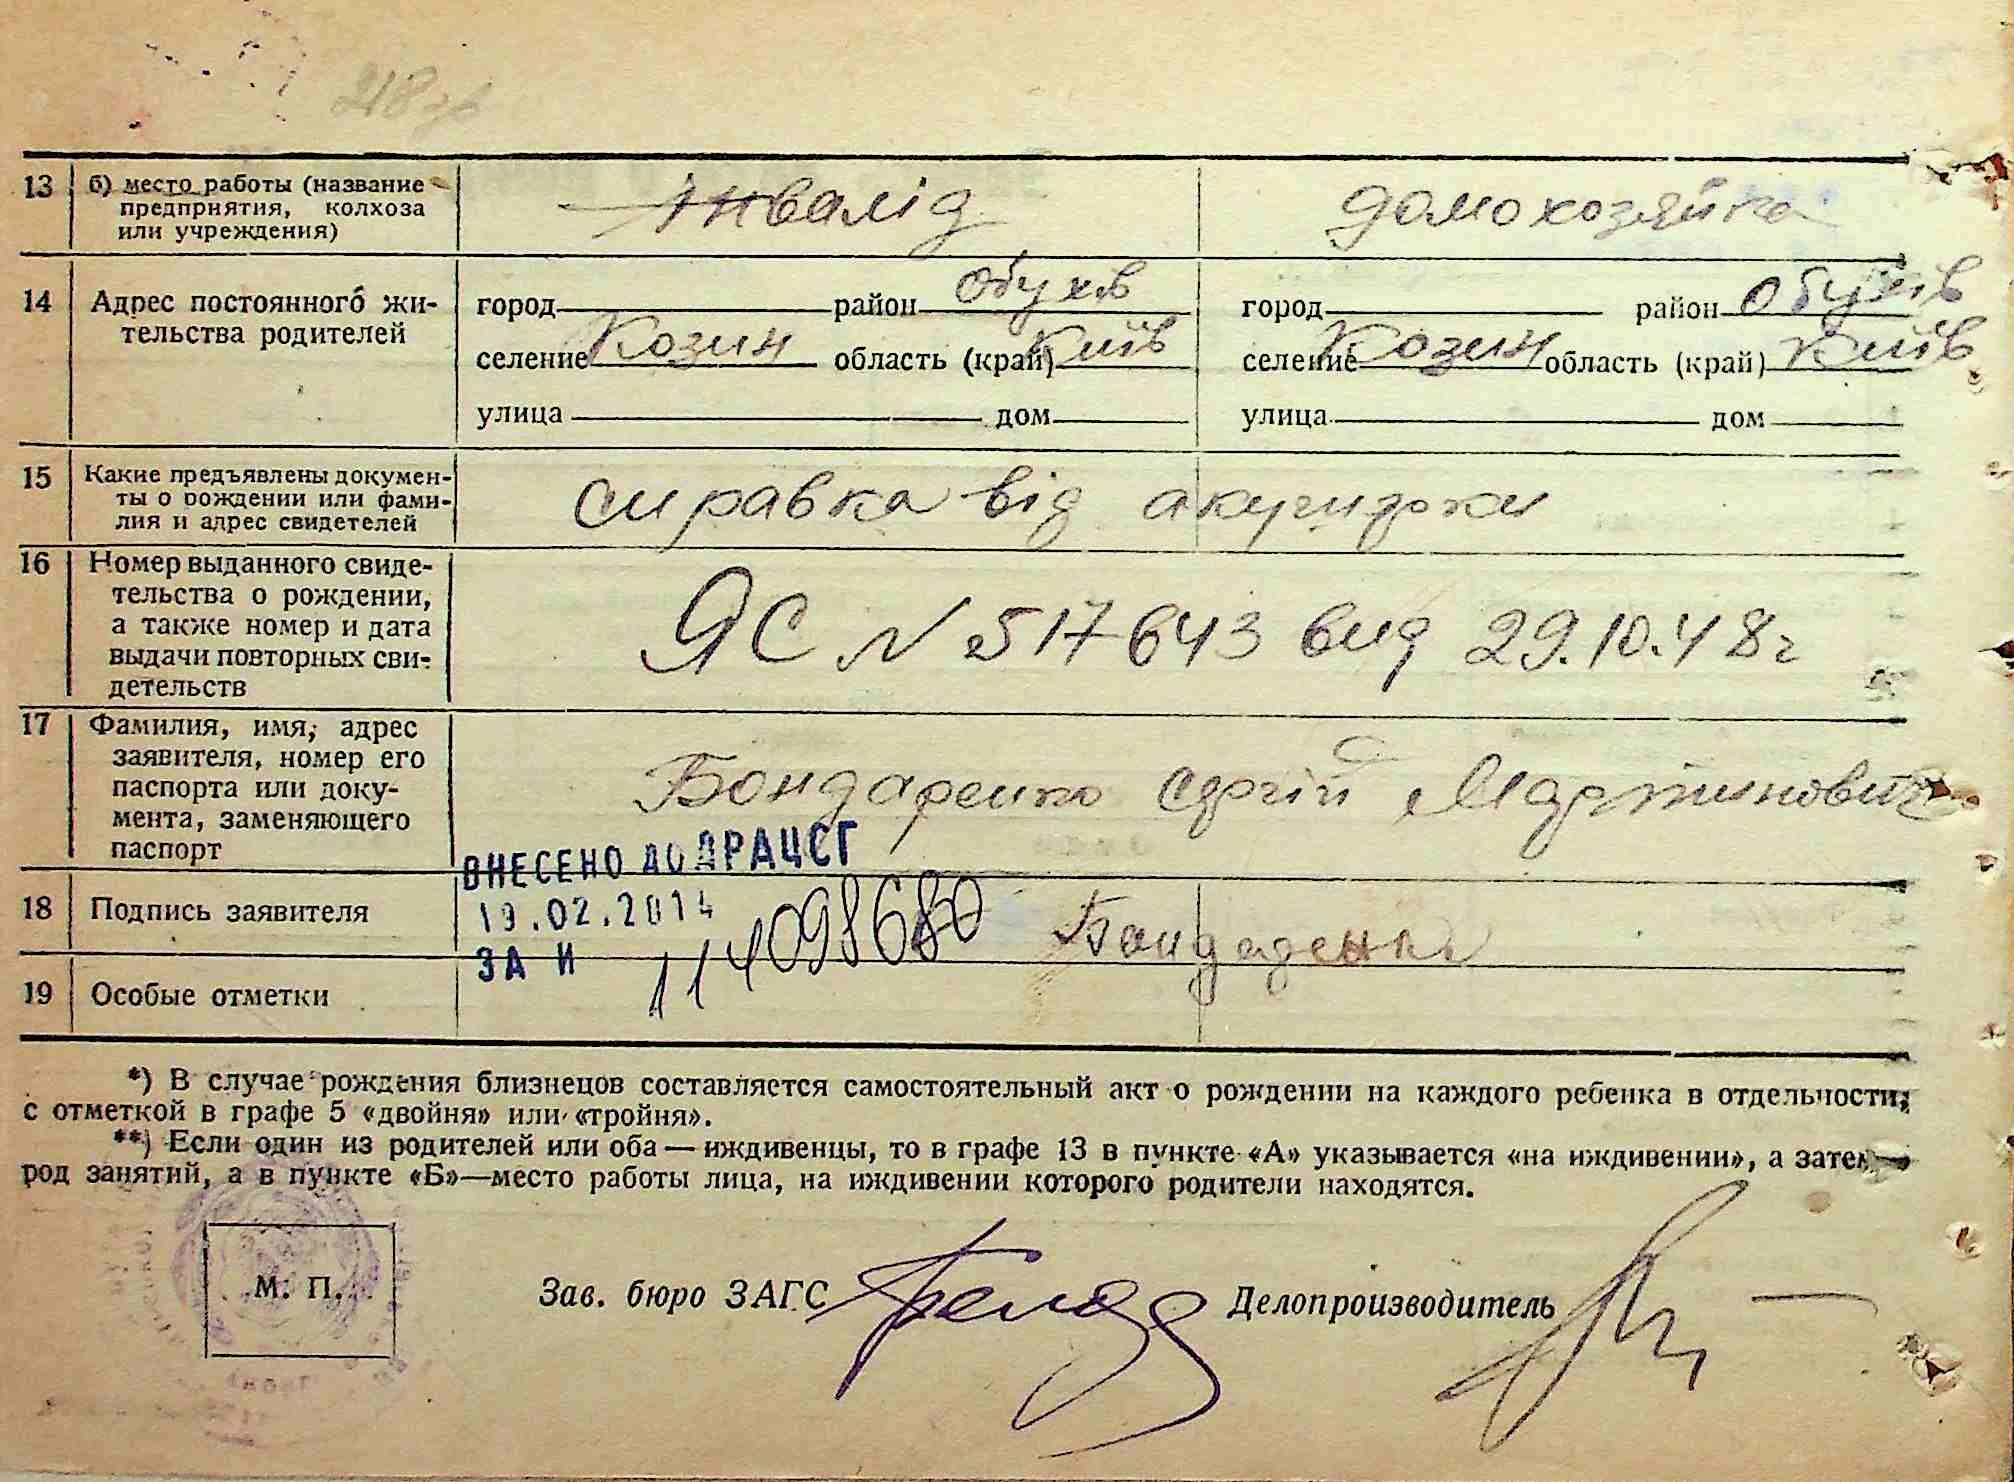 218
13 б) место работы (название предприятия, колхоза или учреждения) інвалід домохозяйка
14 Адрес постоянного жительства родителей
город район Обухів город район Обухів
селение Козин область (край) Київ селение Козин область (край) Київ
улица дом улица дом
15 Какие предъявлены документы о рождении или фамилия и адрес свидетелей справка від акушерки
16 Номер выданного свидетельства о рождении, а также номер и дата выдачи повторных свидетельств ЯС N 517643 вид 29.10.48г
17 Фамилия, имя, адрес заявителя, номер его паспорта или документа, заменяющего паспорт Бондаренко Сергій Мартинович
ВНЕСЕНО ДО ДРАЦСГ
18 Подпись заявителя 19.02.2014 Бонdаренко
ЗА N 114098680
19 Особые отметки
*) В случае рождения близнецов составляется самостоятельный акт о рождении на каждого ребенка в отдельности,
с отметкой в графе 5 «двойня» или «тройня».
**) Если один из родителей или оба — иждивенцы, то в графе 13 в пункте «А» указывается «на иждивении», а затем
род занятий, а в пункте «Б»—место работы лица, на иждивении которого родители находятся.
М. П. Зав. бюро ЗАГС Делопроизводитель